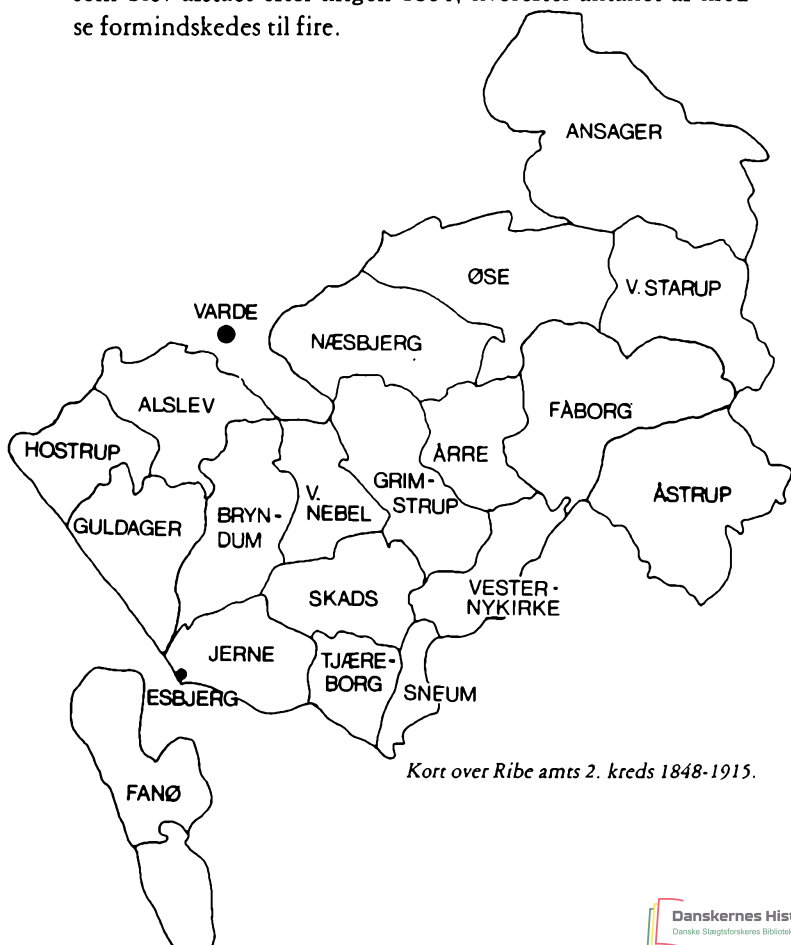 se formindskedes til fire.
ANSAGER
ØSE
V. STARUP
VARDE
NÆSBJERG
ALSLEV
FÅBORG
HOSTRUP
ÅRRE
GRIM-
STRUP
ÅSTRUP
GULDAGER
BRYN-
DUM
V.
NEBEL
VESTER-
NYKIRKE
SKADS
JERNE
TJÆRE-
BORG
SNEUM
ESBJERG
FANØ
Kort over Ribe amts 2. kreds 1848-1915.
Danskernes Hist
Danske Slægtsforskeres Bibliotek